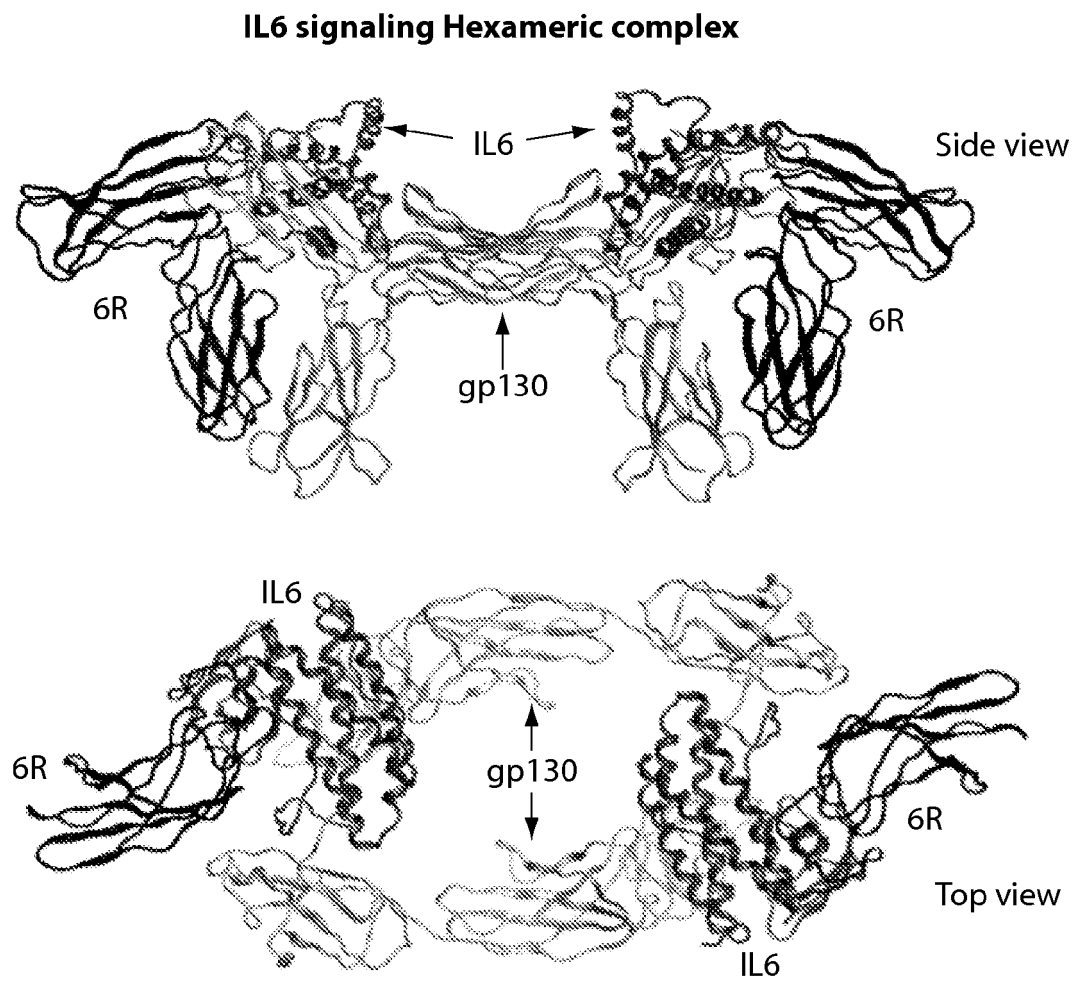 IL6 signaling Hexameric complex
IL6
Side view
6R
6R
gp130
IL6
6R
gp130
6R
Top view
IL6